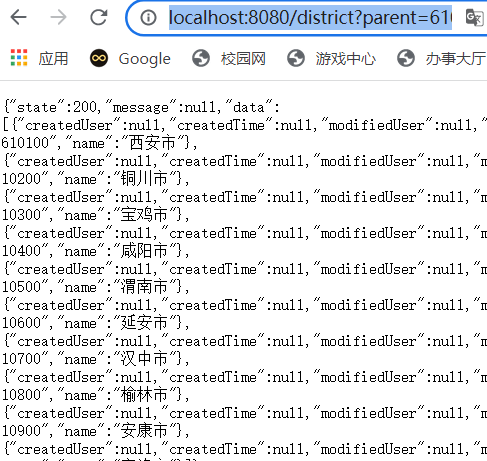 localhost:8080/district?parent=61
应用 Google 校园网 游戏中心 办事大厅
{"state":200,"message":null,"data":
[{"createdUser":null,"createdTime":null,"modifiedUser":null,"
610100","name":"西安市"},
{"createdUser":null,"createdTime":null,"modifiedUser":null,"m
10200","name":"铜川市"},
{"createdUser":null,"createdTime":null,"modifiedUser":null,"m
10300","name":"宝鸡市"},
{"createdUser":null,"createdTime":null,"modifiedUser":null,"m
10400","name":"咸阳市"},
{"createdUser":null,"createdTime":null,"modifiedUser":null,"m
10500","name":"渭南市"},
{"createdUser":null,"createdTime":null,"modifiedUser":null,"m
10600","name":"延安市"},
{"createdUser":null,"createdTime":null,"modifiedUser":null,"m
10700","name":"汉中市"},
{"createdUser":null,"createdTime":null,"modifiedUser":null,"m
10800","name":"榆林市"},
{"createdUser":null,"createdTime":null,"modifiedUser":null,"m
10900","name":"安康市"},
{"createdUser":null,"createdTime":null,"modifiedUser":null,"m